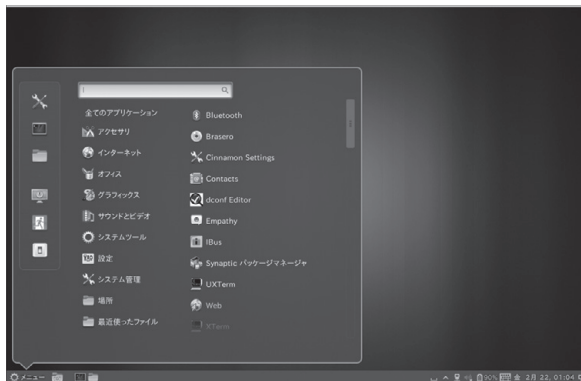 全てのアプリケーション
アクセサリ
インターネット
オフィス
グラフィックス
サウンドとビデオ
システムツール
設定
システム管理
場所
最近使ったファイル
Bluetooth
Brasero
Cinnamon Settings
Contacts
dconf Editor
Empathy
IBus
Synaptic パッケージマネージャ
UXTerm
Web
XTerm
メニュー
90%
金 2月 22, 01:04